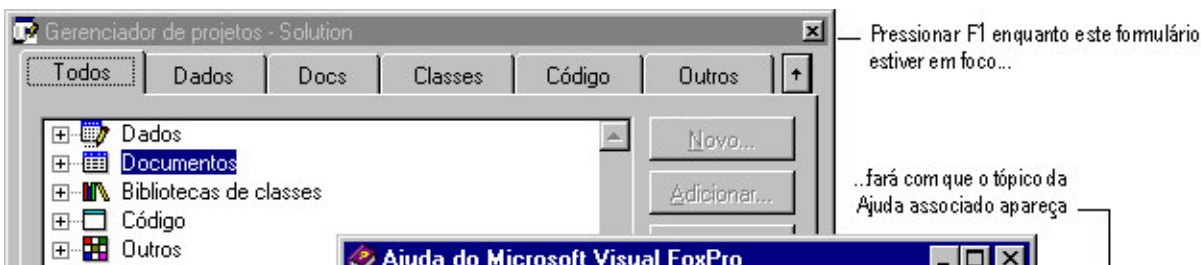 Gerenciador de projetos - Solution
Pressionar F1 enquanto este formulário
estiver em foco...
Todos Dados Docs Classes Código Outros
Dados
Documentos
Bibliotecas de classes
Código
Outros
Novo...
Adicionar...
..fará com que o tópico da
Ajuda associado apareça
Ajuda do Microsoft Visual FoxPro